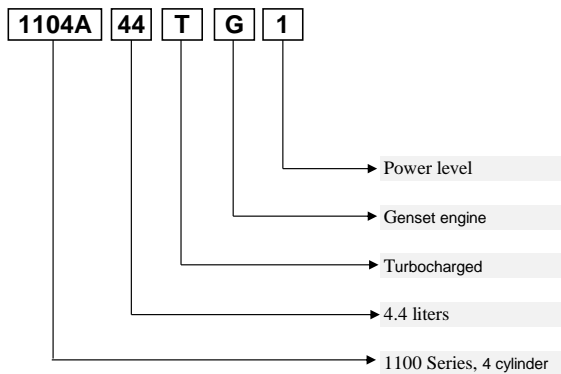 1104A 44 T G 1
Power level
Genset engine
Turbocharged
4.4 liters
1100 Series, 4 cylinder